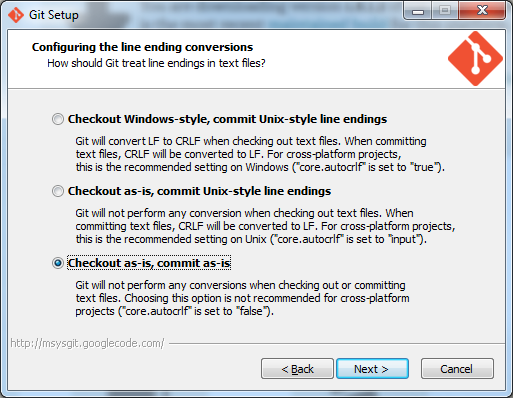 Git Setup
Configuring the line ending conversions
How should Git treat line endings in text files?
Checkout Windows-style, commit Unix-style line endings
Git will convert LF to CRLF when checking out text files. When committing
text files, CRLF will be converted to LF. For cross-platform projects,
this is the recommended setting on Windows ("core.autocrlf" is set to "true").
Checkout as-is, commit Unix-style line endings
Git will not perform any conversion when checking out text files. When
committing text files, CRLF will be converted to LF. For cross-platform projects,
this is the recommended setting on Unix ("core.autocrlf" is set to "input").
Checkout as-is, commit as-is
Git will not perform any conversions when checking out or committing
text files. Choosing this option is not recommended for cross-platform
projects ("core.autocrlf" is set to "false").
http://msysgit.googlecode.com/
< Back Next > Cancel